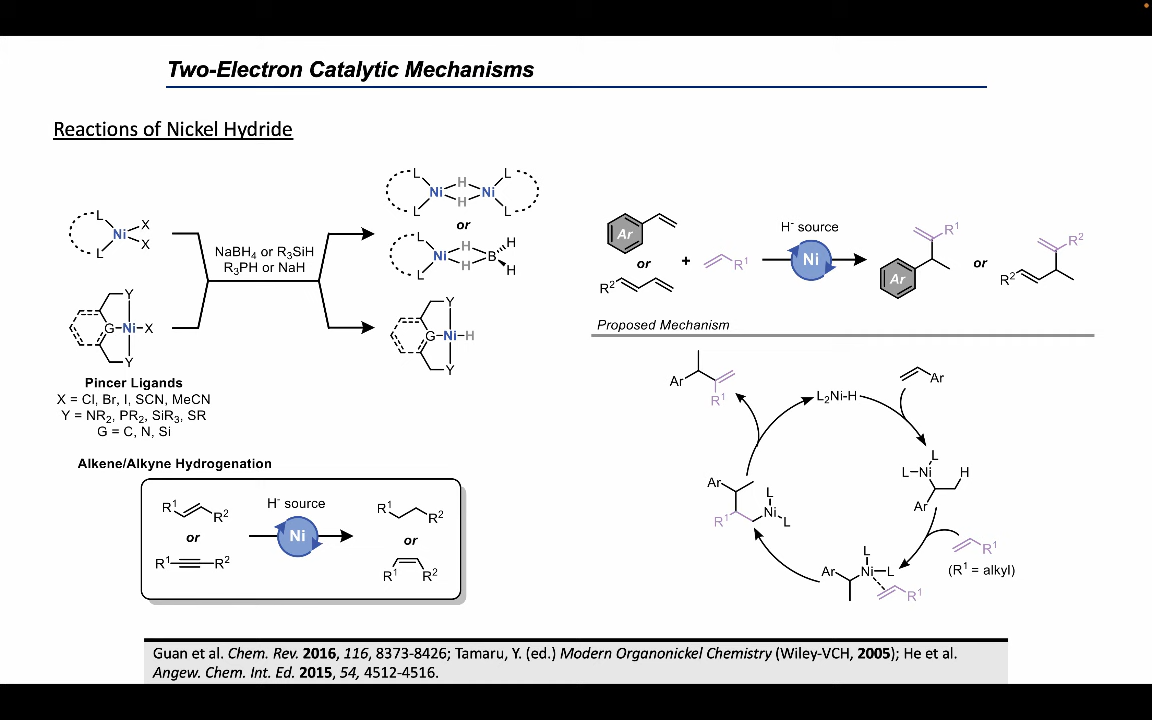 Two-Electron Catalytic Mechanisms
Reactions of Nickel Hydride
L
Ni
X
X
L
NaBH₄ or R₃SiH
R₃PH or NaH
Y
G–Ni–X
Y
L
Ni
H
H
Ni
L
L
L
or
L
Ni
H
H
B
H
H
L
Y
G–Ni–H
Y
Pincer Ligands
X = Cl, Br, I, SCN, MeCN
Y = NR₂, PR₂, SiR₃, SR
G = C, N, Si
Alkene/Alkyne Hydrogenation
R¹
R²
or
R¹
R²
H⁻ source
Ni
R¹
R²
or
R¹
R²
Ar
or
R²
+
R¹
H⁻ source
Ni
R¹
Ar
or
R²
R²
Proposed Mechanism
Ar
R¹
L₂Ni-H
Ar
L
L–Ni
H
Ar
R¹
(R¹ = alkyl)
L
Ar
Ni–L
R¹
Ar
R¹
L
Ni
L
Guan et al. Chem. Rev. 2016, 116, 8373-8426; Tamaru, Y. (ed.) Modern Organonickel Chemistry (Wiley-VCH, 2005); He et al.
Angew. Chem. Int. Ed. 2015, 54, 4512-4516.